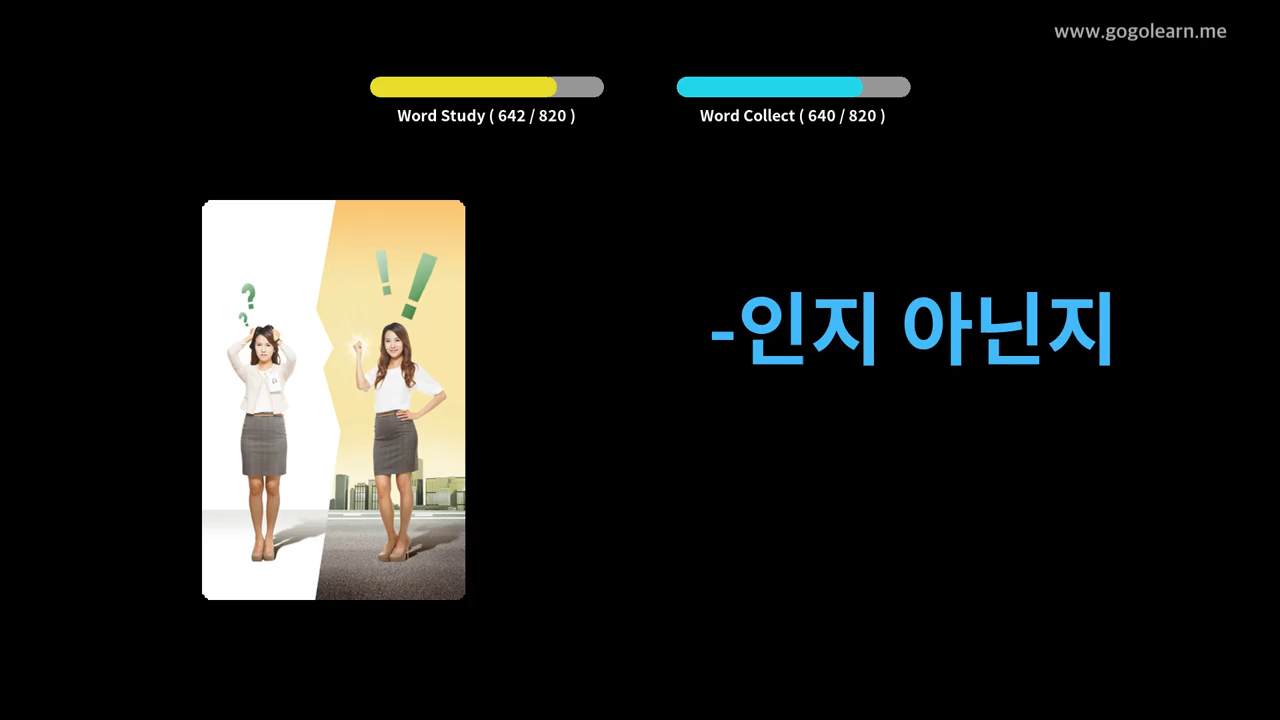 www.gogolearn.me
Word Study ( 642 / 820 )
Word Collect ( 640 / 820 )
? ?
! !
-인지 아닌지